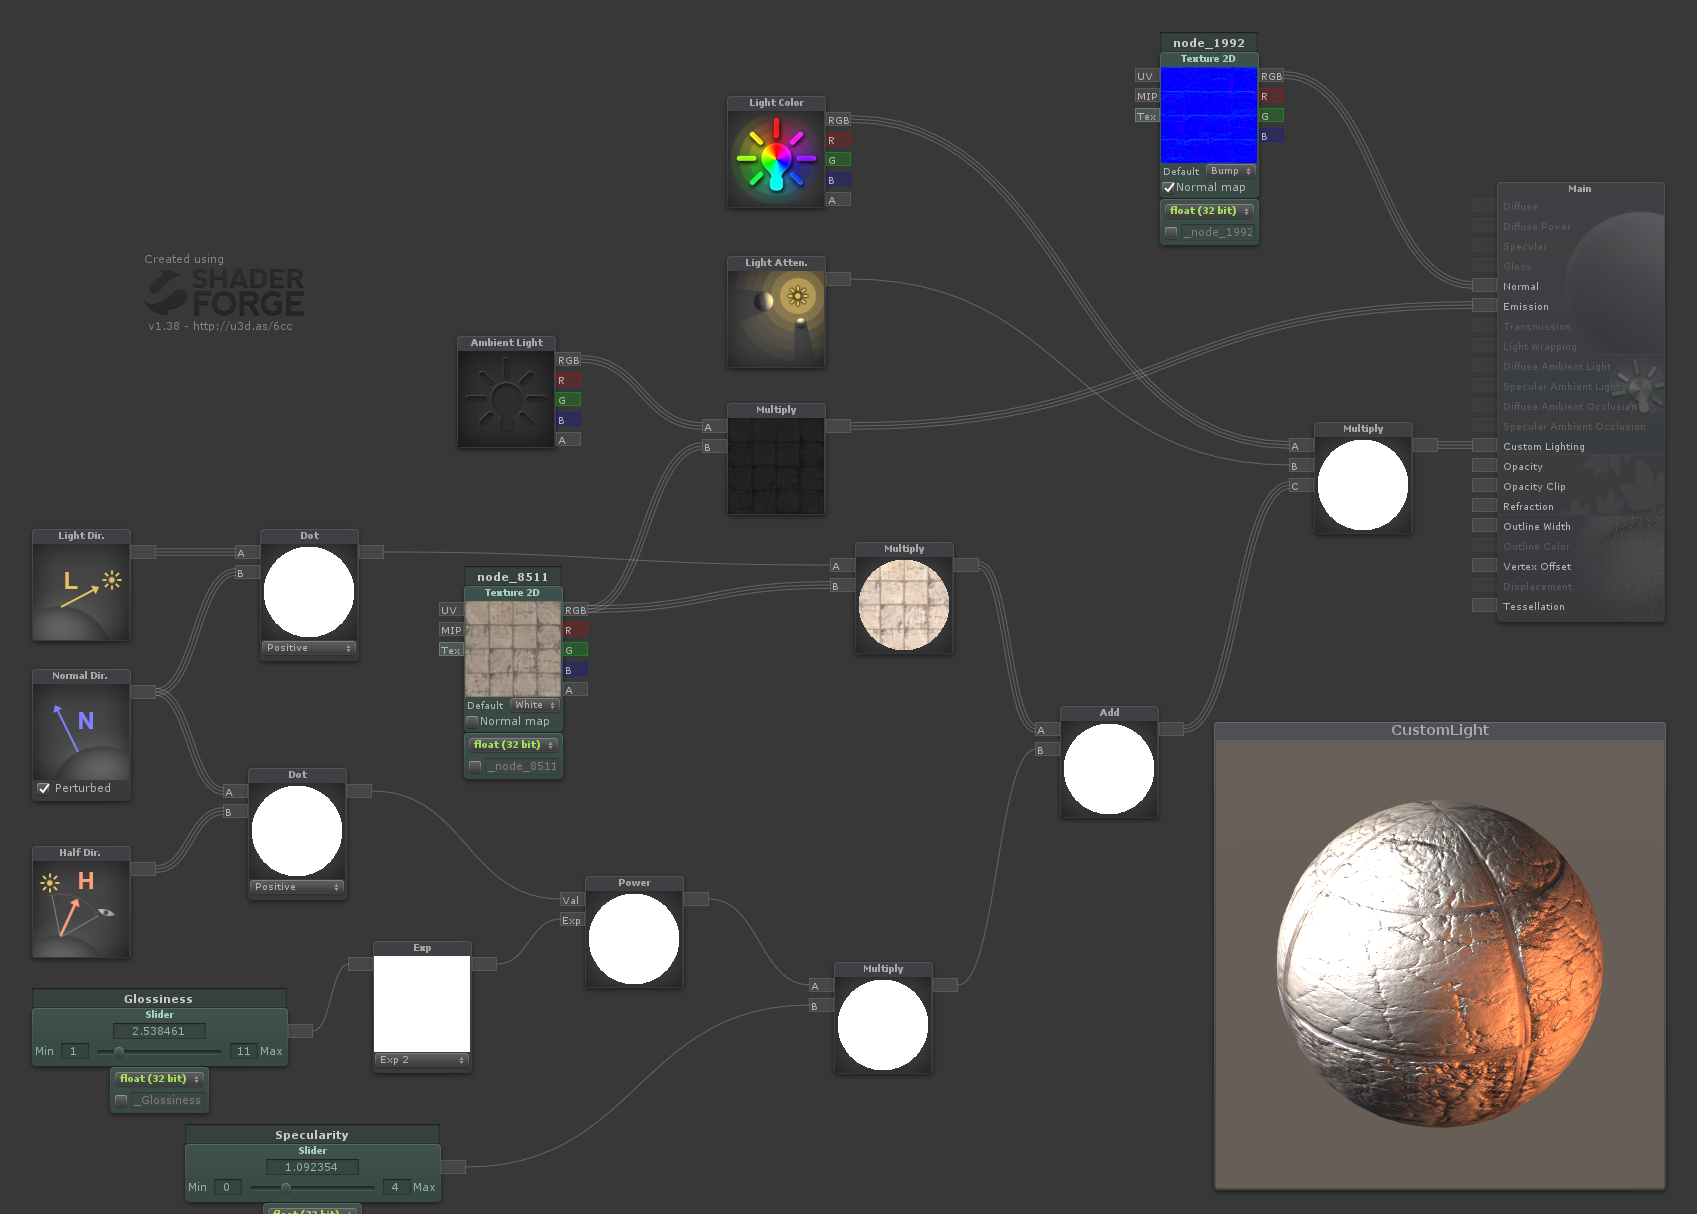 node_1992
Texture 2D
UV
MIP
Tex
RGB
R
G
B
Default
Bump
Normal map
float (32 bit)
_node_1992
Light Color
RGB
R
G
B
A
Main
Diffuse
Diffuse Power
Specular
Gloss
Normal
Emission
Transmission
Light Wrapping
Diffuse Ambient Light
Specular Ambient Light
Diffuse Ambient Occlusion
Specular Ambient Occlusion
Custom Lighting
Opacity
Opacity Clip
Refraction
Outline Width
Outline Color
Vertex Offset
Displacement
Tessellation
Created using
SHADER
FORGE
v1.38 - http://u3d.as/6cc
Light Atten.
Ambient Light
RGB
R
G
B
A
Multiply
A
B
Multiply
A
B
C
Light Dir.
L
Dot
A
B
Positive
node_8511
Texture 2D
UV
MIP
Tex
RGB
R
G
B
A
Default
White
Normal map
float (32 bit)
_node_8511
Multiply
A
B
Normal Dir.
N
Perturbed
Dot
A
B
Positive
Add
A
B
CustomLight
Half Dir.
H
Power
Val
Exp
Exp
Exp 2
Multiply
A
B
Glossiness
Slider
2.538461
Min
1
11
Max
float (32 bit)
_Glossiness
Specularity
Slider
1.092354
Min
0
4
Max
float (32 bit)